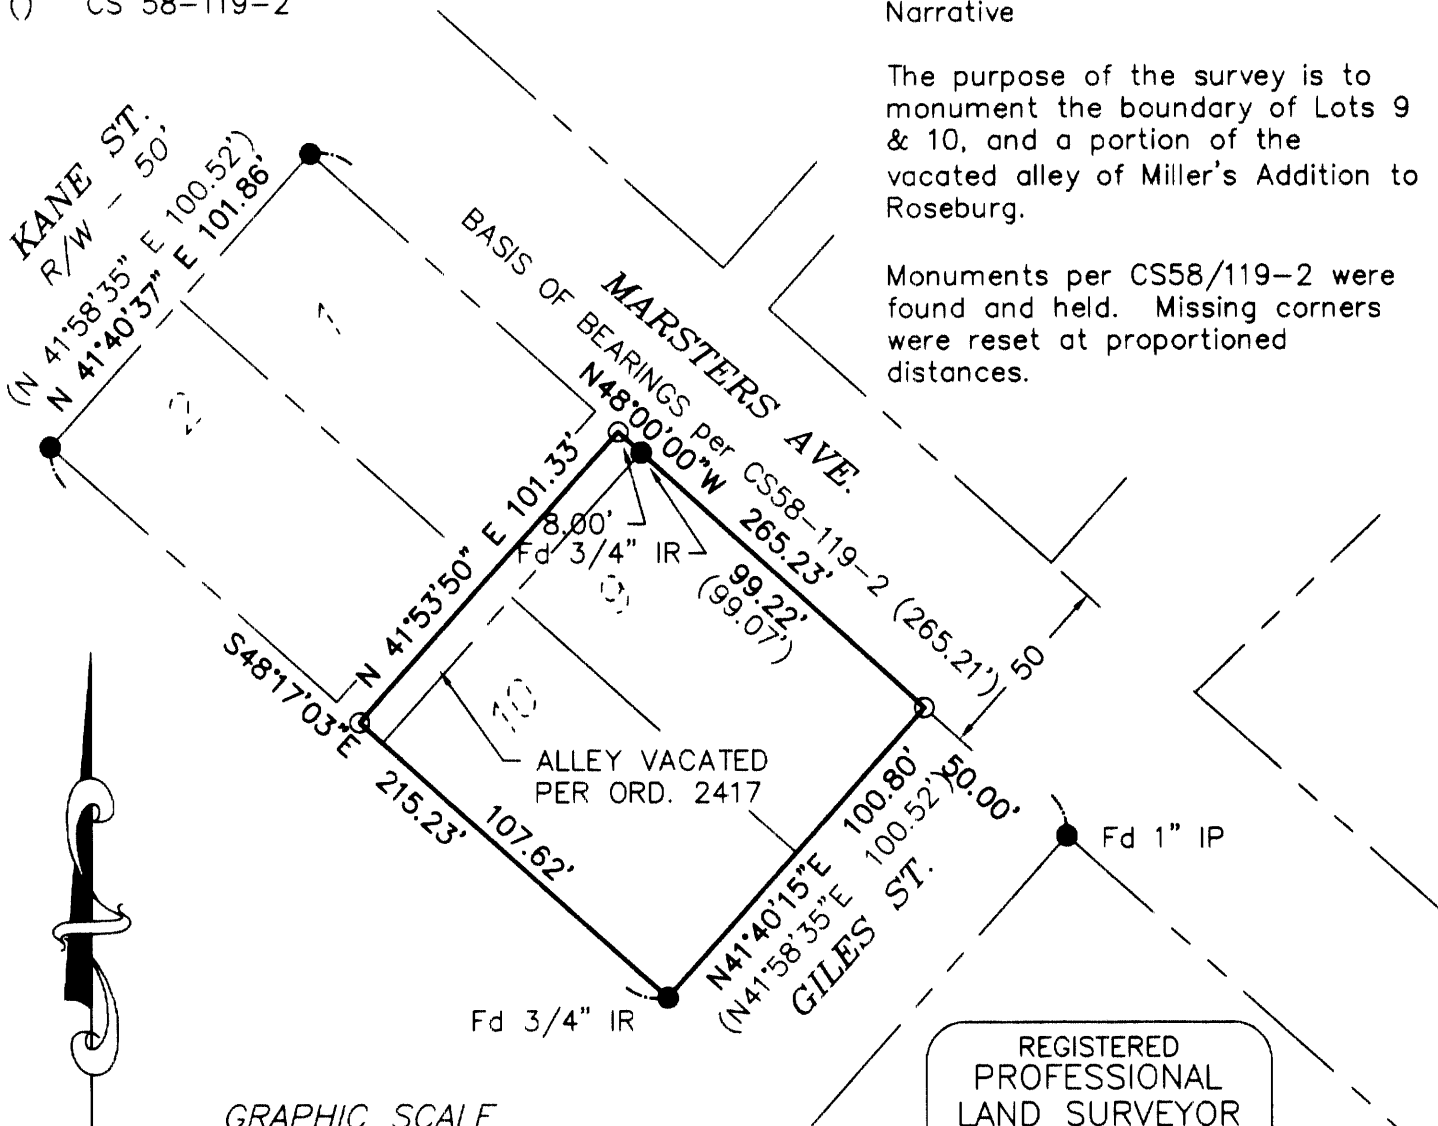 () CS 58-119-2
Narrative
The purpose of the survey is to
monument the boundary of Lots 9
& 10, and a portion of the
vacated alley of Miller's Addition to
Roseburg.
Monuments per CS58/119-2 were
found and held. Missing corners
were reset at proportioned
distances.
KANE ST.
R/W - 50'
(N 41°58'35" E 100.52')
N 41°40'37" E 101.86'
1
2
BASIS OF BEARINGS per CS58-119-2 (265.21')
MARSTERS AVE.
N48°00'00"W 265.23'
N 41°53'50" E 101.33'
8.00'
Fd 3/4" IR
99.22'
(99.07')
9
10
50
S48°17'03"E 215.23'
107.62'
ALLEY VACATED
PER ORD. 2417
50.00'
N41°40'15"E 100.80'
(N41°58'35"E 100.52')
GILES ST.
Fd 1" IP
Fd 3/4" IR
GRAPHIC SCALE
REGISTERED
PROFESSIONAL
LAND SURVEYOR